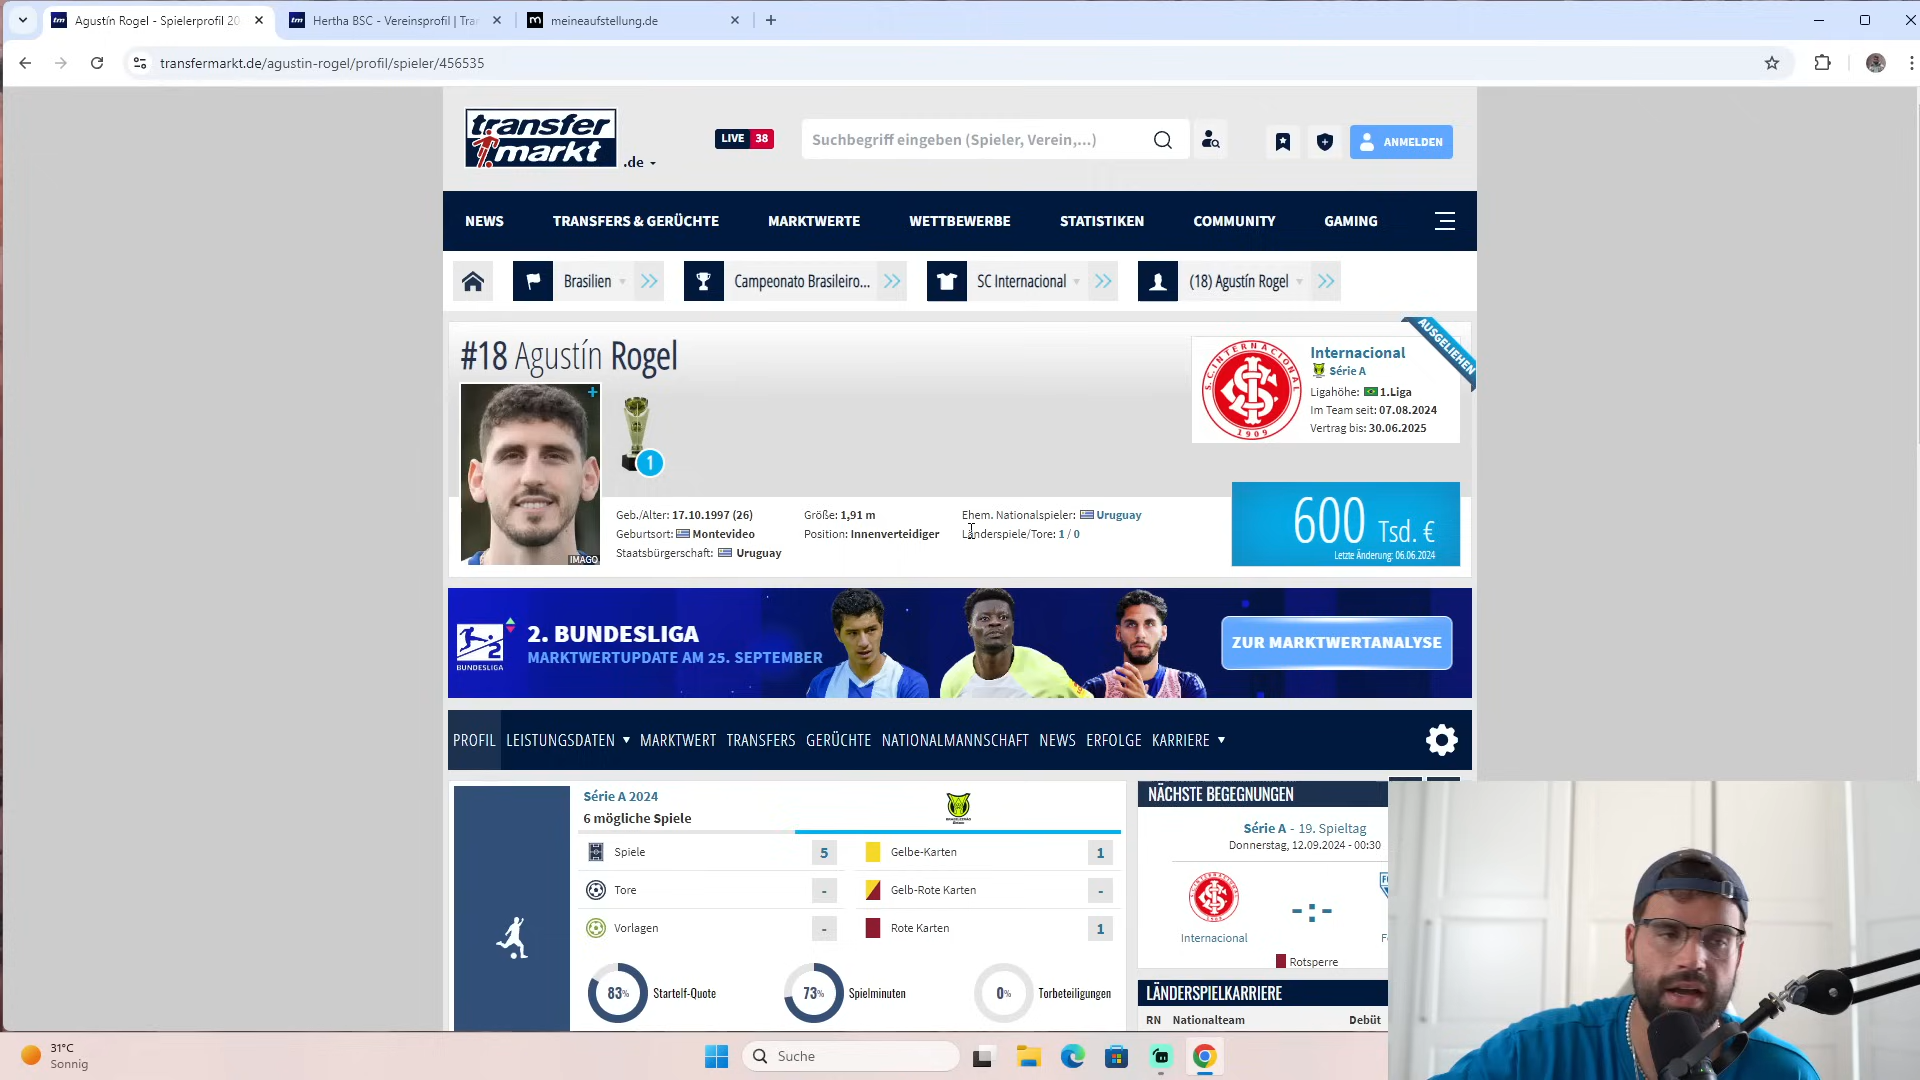 Agustín Rogel - Spielerprofil 20
Hertha BSC - Vereinsprofil | Tra
meineaufstellung.de
transfermarkt.de/agustin-rogel/profil/spieler/456535
transfer
markt
.de
LIVE 38
Suchbegriff eingeben (Spieler, Verein,...)
ANMELDEN
NEWS TRANSFERS & GERÜCHTE MARKTWERTE WETTBEWERBE STATISTIKEN COMMUNITY GAMING
Brasilien Campeonato Brasileiro... SC Internacional (18) Agustín Rogel
#18 Agustín Rogel
AUSGELIEHEN
Internacional
Série A
Ligahöhe: 1.Liga
Im Team seit: 07.08.2024
Vertrag bis: 30.06.2025
S.C. INTERNACIONAL
1909
1
IMAGO
Geb./Alter: 17.10.1997 (26) Größe: 1,91 m Ehem. Nationalspieler: Uruguay
Geburtsort: Montevideo Position: Innenverteidiger Länderspiele/Tore: 1 / 0
Staatsbürgerschaft: Uruguay
600 Tsd. €
Letzte Änderung: 06.06.2024
BUNDESLIGA
2. BUNDESLIGA
MARKTWERTUPDATE AM 25. SEPTEMBER
ZUR MARKTWERTANALYSE
PROFIL LEISTUNGSDATEN MARKTWERT TRANSFERS GERÜCHTE NATIONALMANNSCHAFT NEWS ERFOLGE KARRIERE
Série A 2024
6 mögliche Spiele
Spiele 5 Gelbe-Karten 1
Tore - Gelb-Rote Karten -
Vorlagen - Rote Karten 1
83% Startelf-Quote 73% Spielminuten 0% Torbeteiligungen
NÄCHSTE BEGEGNUNGEN
Série A - 19. Spieltag
Donnerstag, 12.09.2024 - 00:30
-:-
Internacional
Rotsperre
LÄNDERSPIELKARRIERE
RN Nationalteam Debüt
31°C
Sonnig
Suche